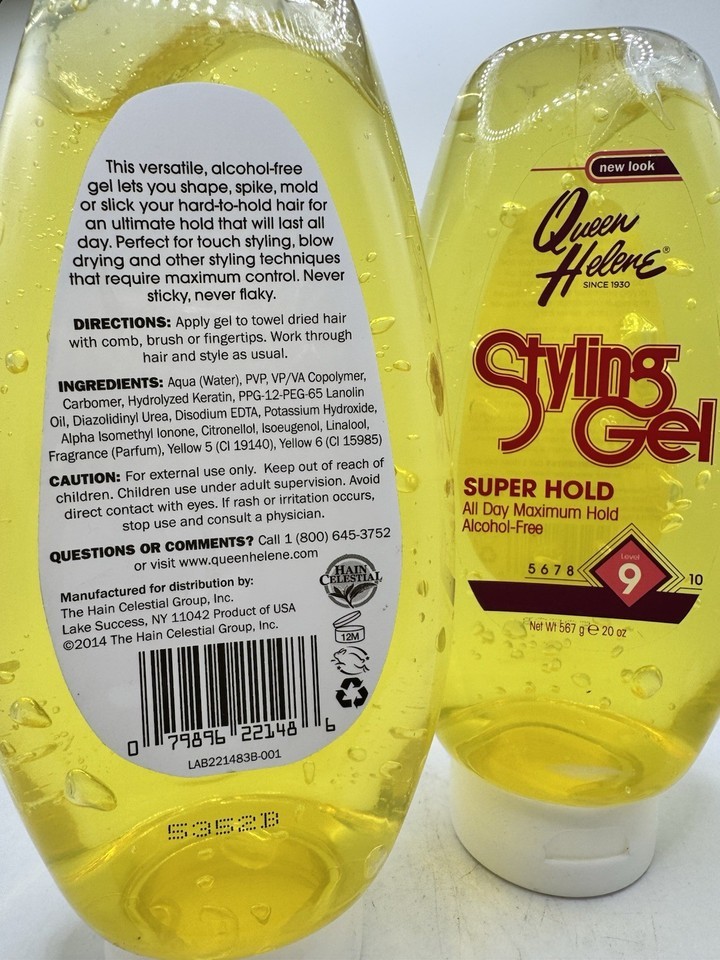 This versatile, alcohol-free
gel lets you shape, spike, mold
or slick your hard-to-hold hair for
an ultimate hold that will last all
day. Perfect for touch styling, blow
drying and other styling techniques
that require maximum control. Never
sticky, never flaky.
DIRECTIONS: Apply gel to towel dried hair
with comb, brush or fingertips. Work through
hair and style as usual.
INGREDIENTS: Aqua (Water), PVP, VP/VA Copolymer,
Carbomer, Hydrolyzed Keratin, PPG-12-PEG-65 Lanolin
Oil, Diazolidinyl Urea, Disodium EDTA, Potassium Hydroxide,
Alpha Isomethyl Ionone, Citronellol, Isoeugenol, Linalool,
Fragrance (Parfum), Yellow 5 (CI 19140), Yellow 6 (CI 15985)
CAUTION: For external use only. Keep out of reach of
children. Children use under adult supervision. Avoid
direct contact with eyes. If rash or irritation occurs,
stop use and consult a physician.
QUESTIONS OR COMMENTS? Call 1 (800) 645-3752
or visit www.queenhelene.com
Manufactured for distribution by:
The Hain Celestial Group, Inc.
Lake Success, NY 11042 Product of USA
©2014 The Hain Celestial Group, Inc.
HAIN
CELESTIAL
12M
0 79896 22148 6
LAB221483B-001
5352B
new look
Queen
Helene®
SINCE 1930
Styling
Gel
SUPER HOLD
All Day Maximum Hold
Alcohol-Free
Level
5 6 7 8 9 10
Net Wt 567 g e 20 oz